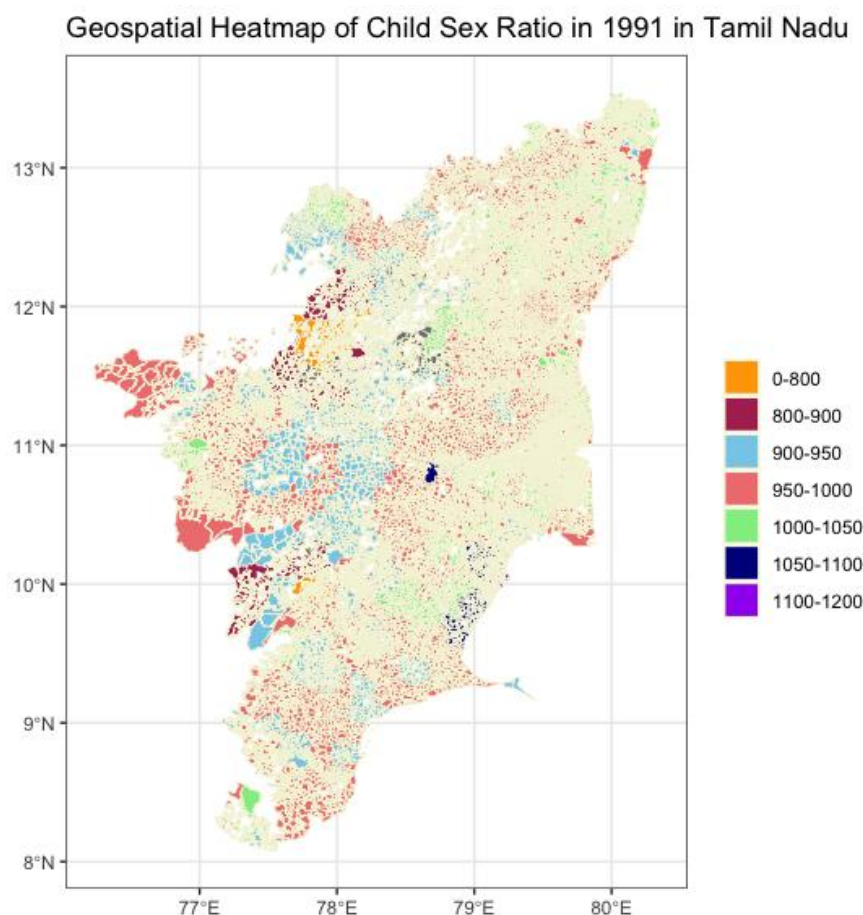 Geospatial Heatmap of Child Sex Ratio in 1991 in Tamil Nadu
13°N
12°N
11°N
10°N
9°N
8°N
77°E
78°E
79°E
80°E
0-800
800-900
900-950
950-1000
1000-1050
1050-1100
1100-1200